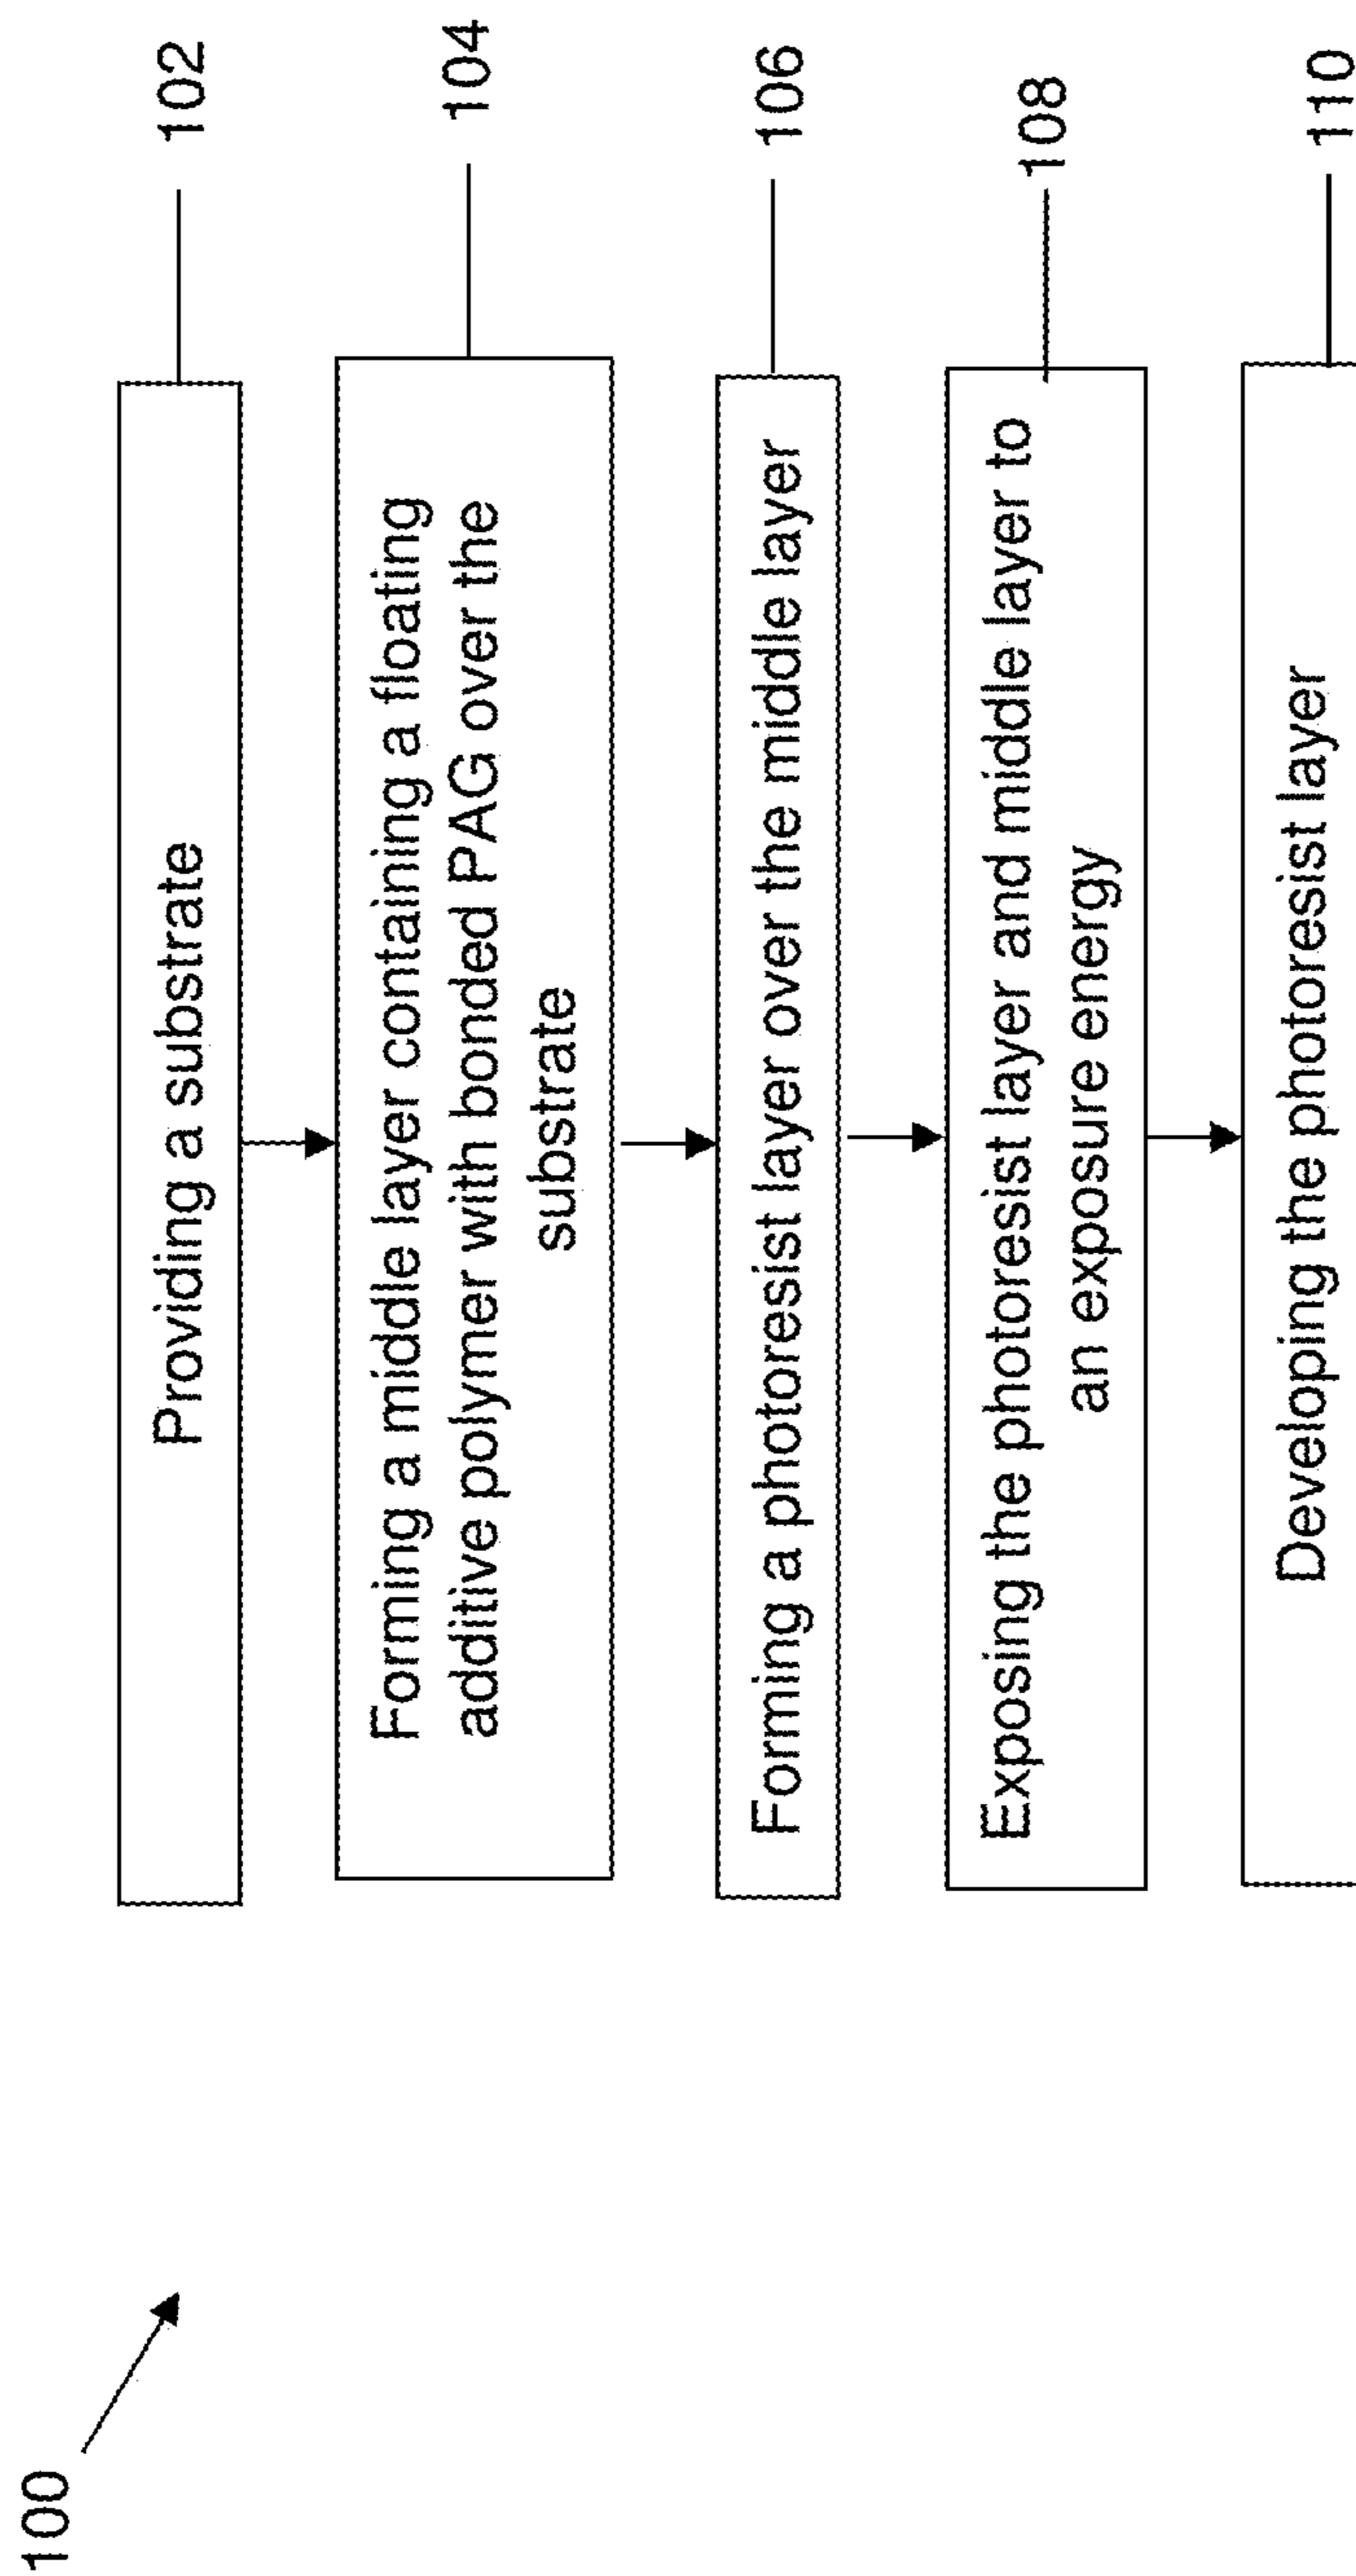 100
Providing a substrate
102
Forming a middle layer containing a floating
additive polymer with bonded PAG over the
substrate
104
Forming a photoresist layer over the middle layer
106
Exposing the photoresist layer and middle layer to
an exposure energy
108
Developing the photoresist layer
110